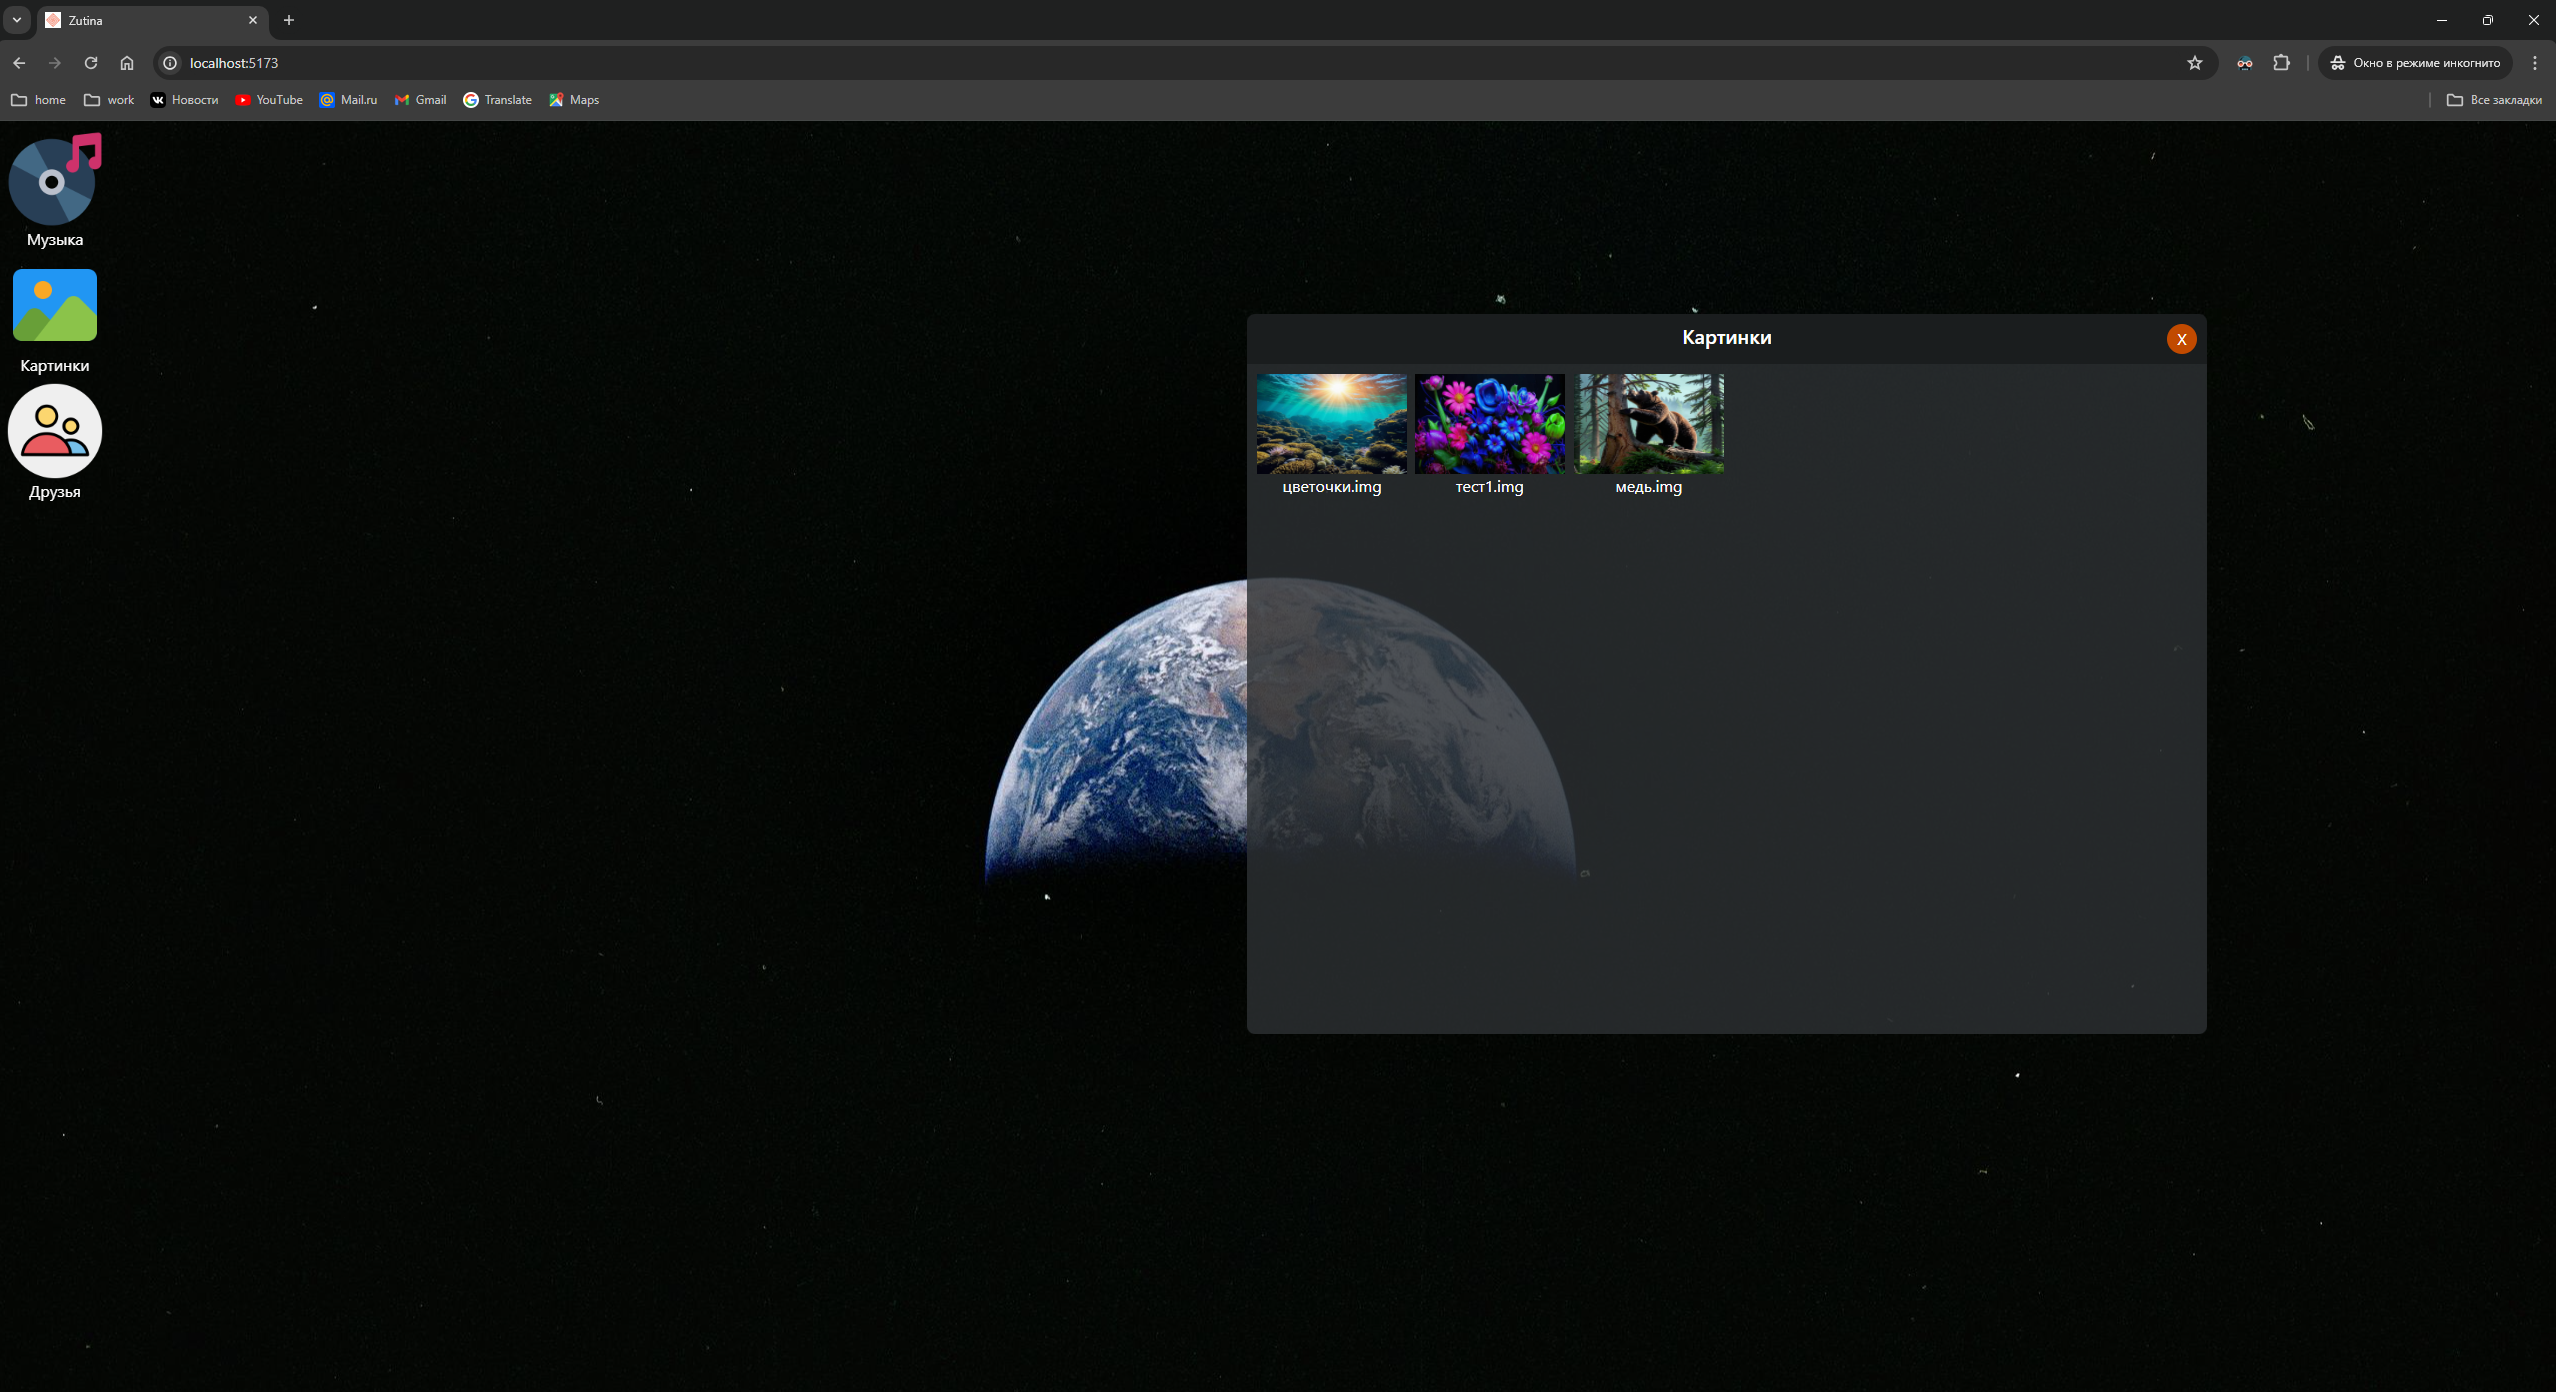 Zutina
localhost:5173
Окно в режиме инкогнито
home work Новости YouTube Mail.ru Gmail Translate Maps
Все закладки
Музыка
Картинки
Друзья
Картинки
X
цветочки.img тест1.img медь.img